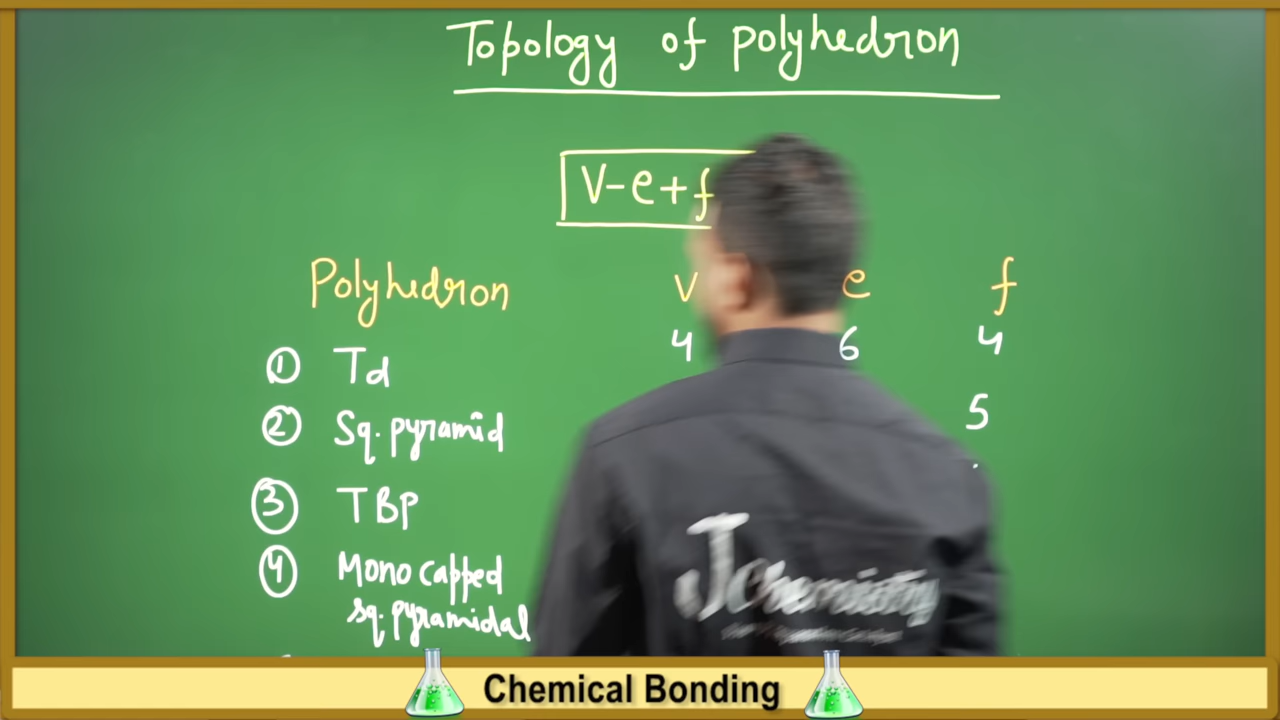 Topology of polyhedron
V-e+f
Polyhedron V e f
① Td 4 6 4
② Sq. pyramid 5
③ TBP
④ Mono capped
sq. pyramidal
JChemistry
Chemical Bonding